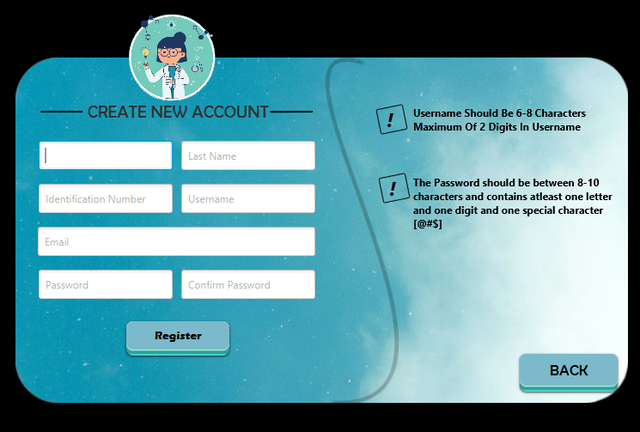 CREATE NEW ACCOUNT
Last Name
Identification Number
Username
Email
Password
Confirm Password
Register
! Username Should Be 6-8 Characters
Maximum Of 2 Digits In Username
! The Password should be between 8-10
characters and contains atleast one letter
and one digit and one special character
[@#$]
BACK